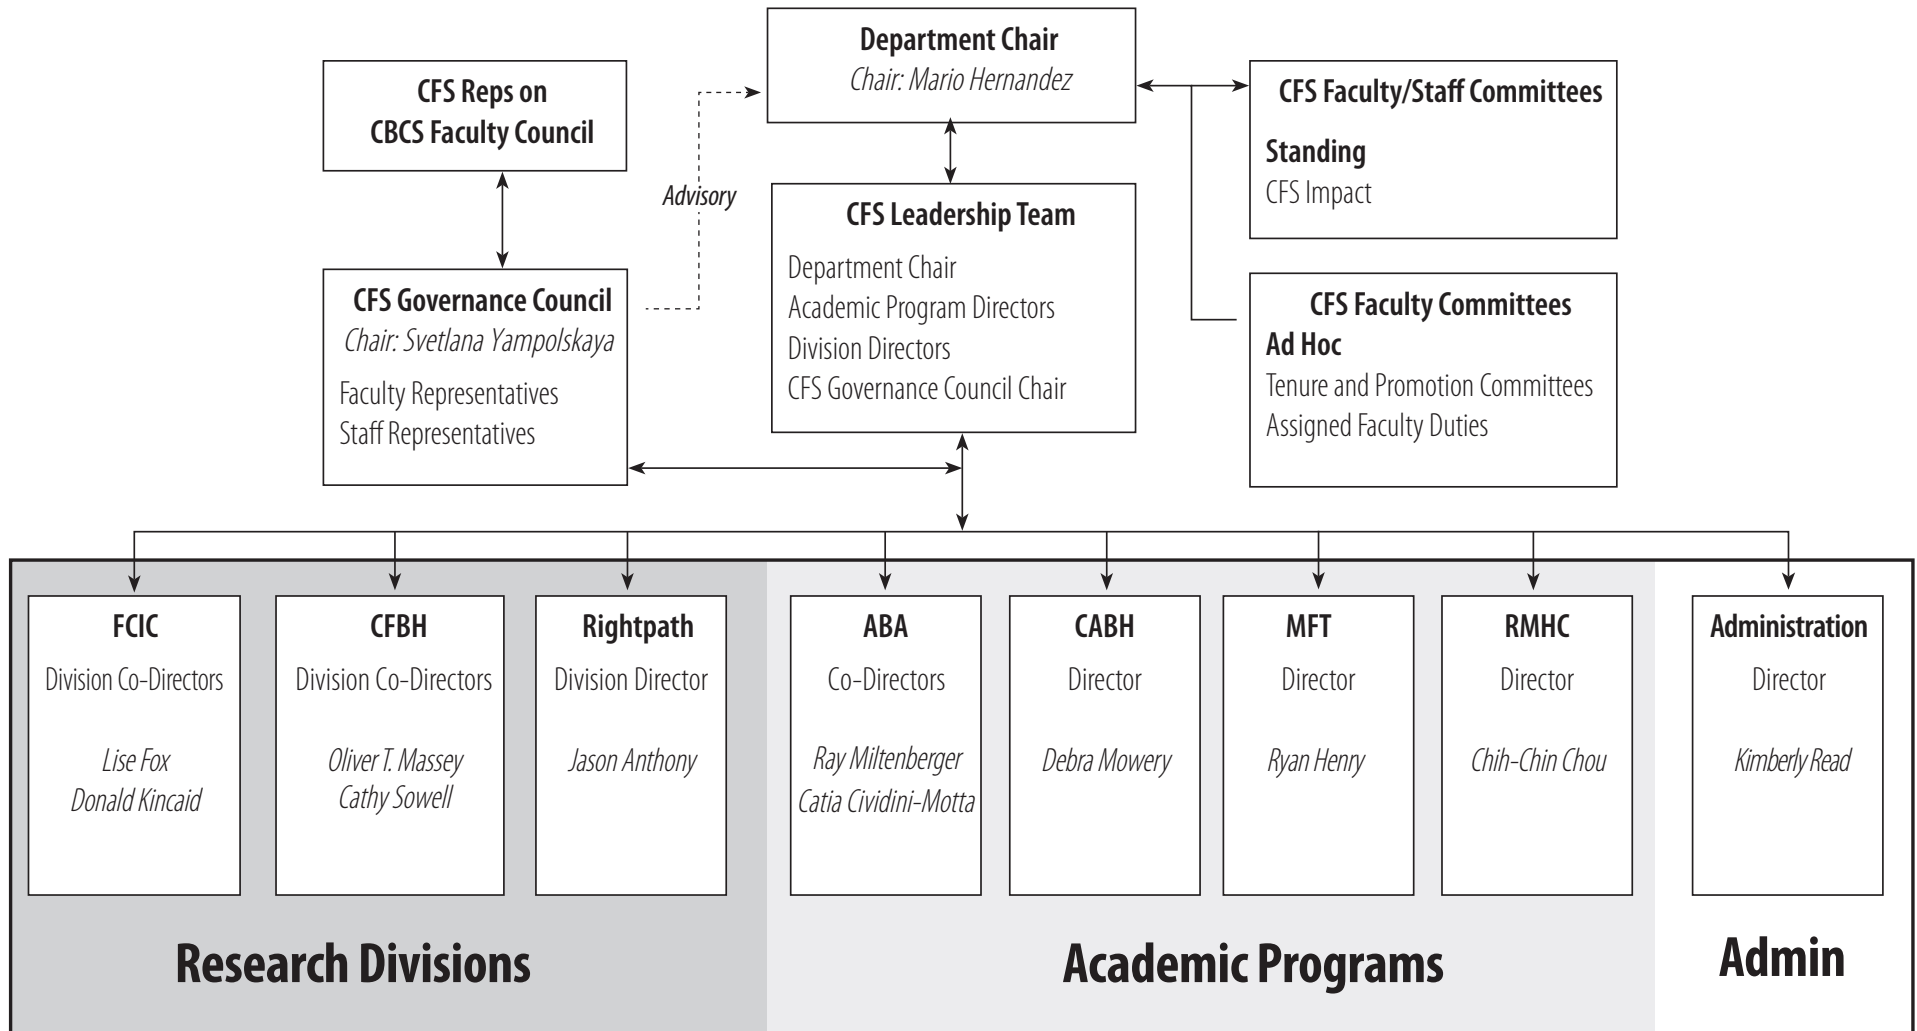 Department Chair
Chair: Mario Hernandez
CFS Reps on
CBCS Faculty Council
CFS Faculty/Staff Committees
Standing
CFS Impact
Advisory
CFS Leadership Team
Department Chair
Academic Program Directors
Division Directors
CFS Governance Council Chair
CFS Governance Council
Chair: Svetlana Yampolskaya
Faculty Representatives
Staff Representatives
CFS Faculty Committees
Ad Hoc
Tenure and Promotion Committees
Assigned Faculty Duties
FCIC
Division Co-Directors
Lise Fox
Donald Kincaid
CFBH
Division Co-Directors
Oliver T. Massey
Cathy Sowell
Rightpath
Division Director
Jason Anthony
ABA
Co-Directors
Ray Miltenberger
Catia Cividini-Motta
CABH
Director
Debra Mowery
MFT
Director
Ryan Henry
RMHC
Director
Chih-Chin Chou
Administration
Director
Kimberly Read
Research Divisions
Academic Programs
Admin